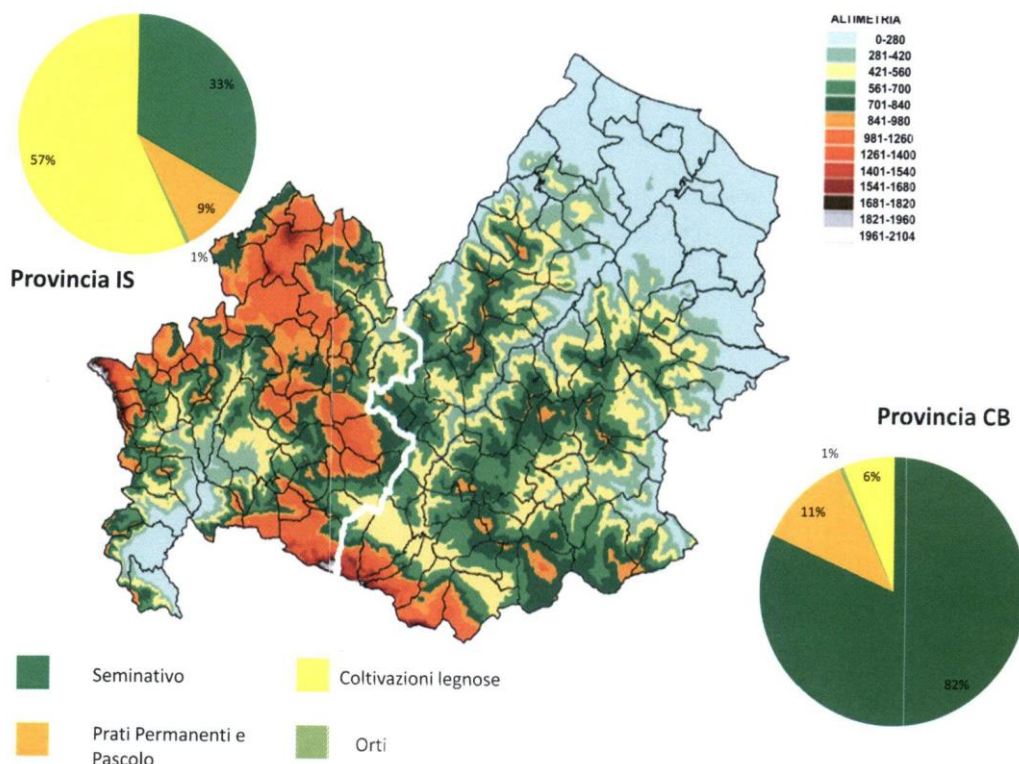 ALTIMETRIA
0-280
281-420
421-560
561-700
701-840
841-980
981-1260
1261-1400
1401-1540
1541-1680
1681-1820
1821-1960
1961-2104
33%
57%
9%
1%
Provincia IS
Provincia CB
1%
6%
11%
82%
Seminativo
Coltivazioni legnose
Prati Permanenti e
Pascolo
Orti